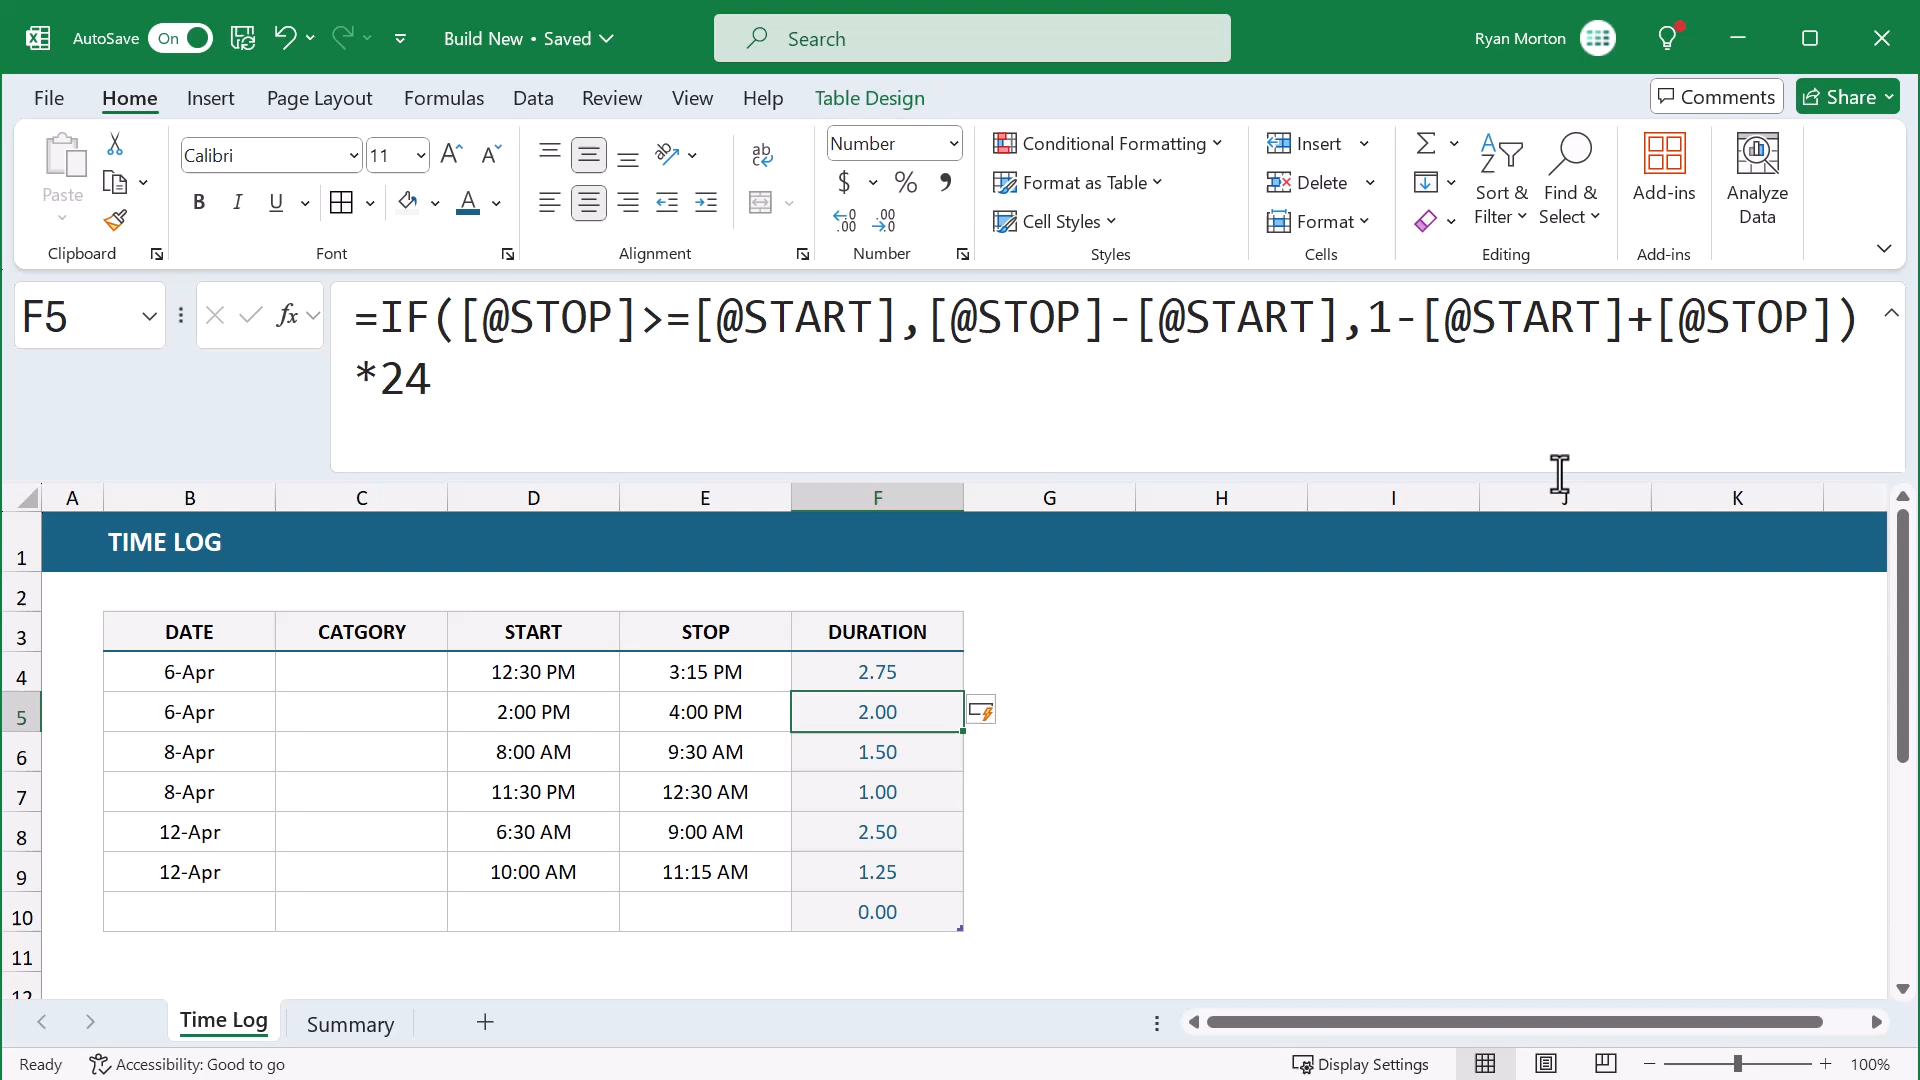 AutoSave On Build New • Saved Search Ryan Morton
File Home Insert Page Layout Formulas Data Review View Help Table Design Comments Share
Paste Calibri 11 B I U ab c Number $ % , .00 .0 Conditional Formatting Format as Table Cell Styles Insert Delete Format Sort & Filter Find & Select Add-ins Analyze Data
Clipboard Font Alignment Number Styles Cells Editing Add-ins
F5 fx =IF([@STOP]>=[@START],[@STOP]-[@START],1-[@START]+[@STOP])
*24
A B C D E F G H I J K
1 TIME LOG
2
3 DATE CATGORY START STOP DURATION
4 6-Apr 12:30 PM 3:15 PM 2.75
5 6-Apr 2:00 PM 4:00 PM 2.00
6 8-Apr 8:00 AM 9:30 AM 1.50
7 8-Apr 11:30 PM 12:30 AM 1.00
8 12-Apr 6:30 AM 9:00 AM 2.50
9 12-Apr 10:00 AM 11:15 AM 1.25
10 0.00
11
12
Time Log Summary +
Ready Accessibility: Good to go Display Settings 100%